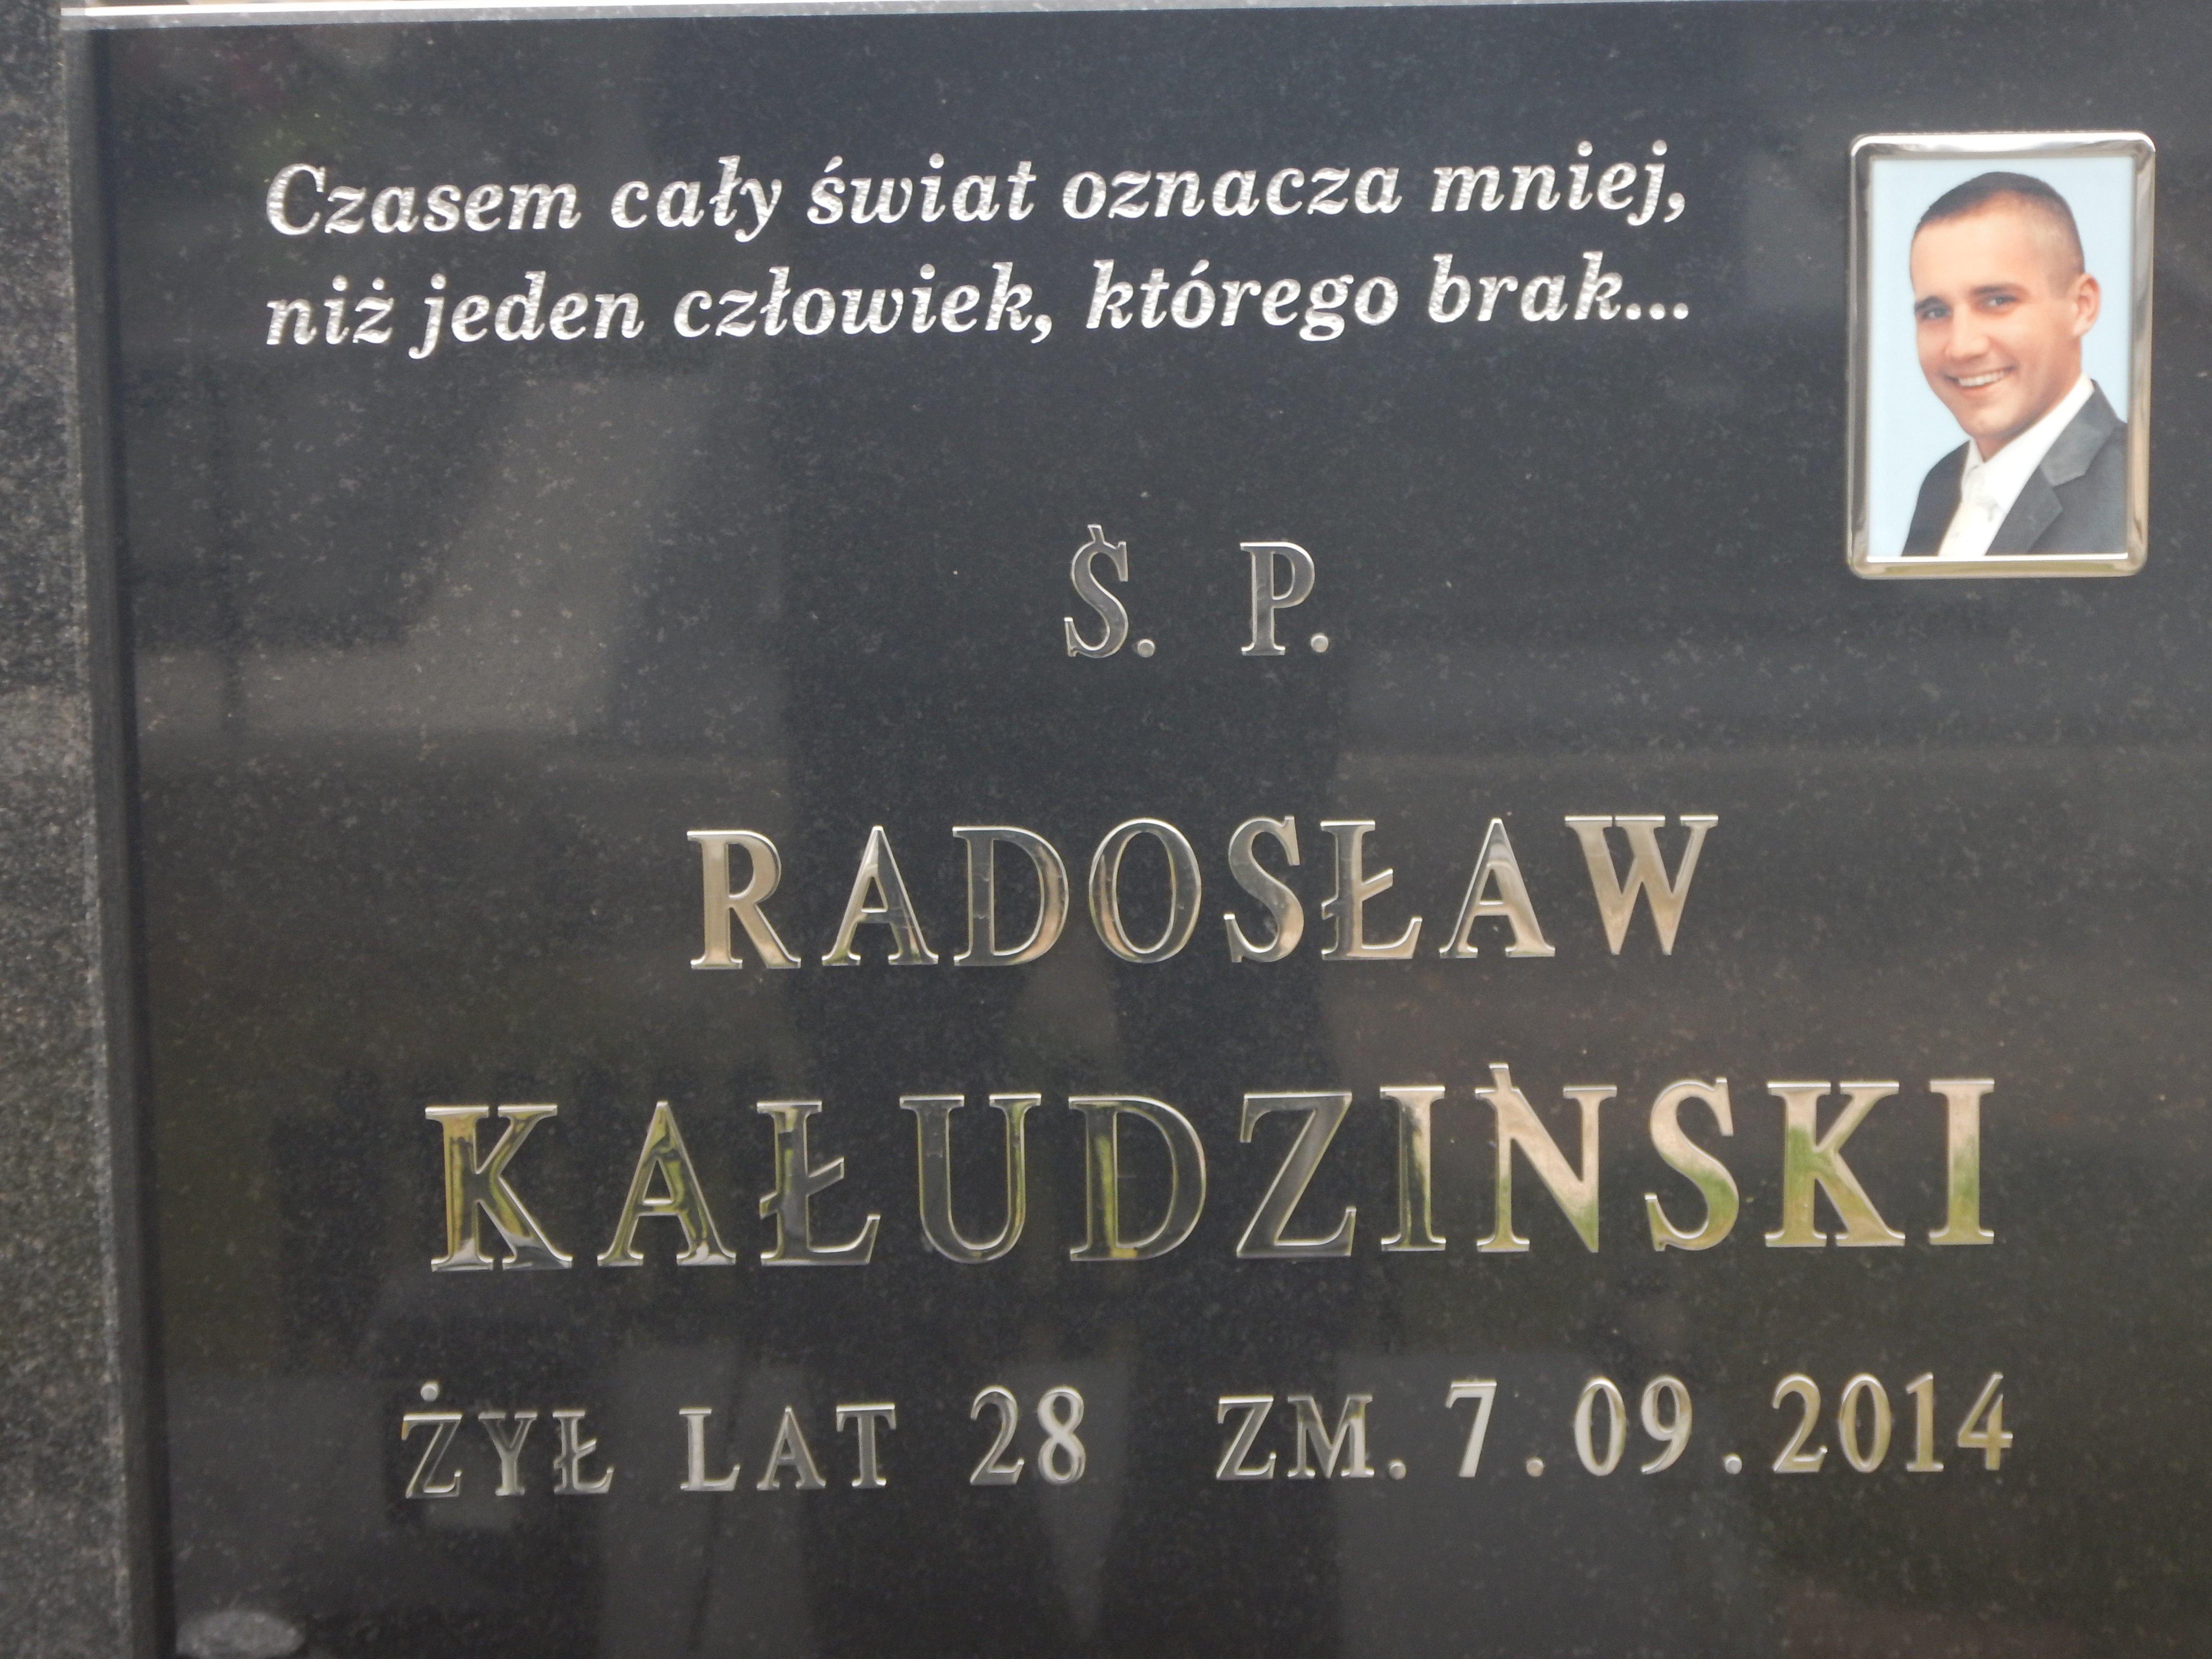 Czasem cały świat oznacza mniej,
niż jeden człowiek, którego brak...
Ś. P.
RADOSŁAW
KAŁUDZIŃSKI
ŻYŁ LAT 28 ZM. 7.09.2014